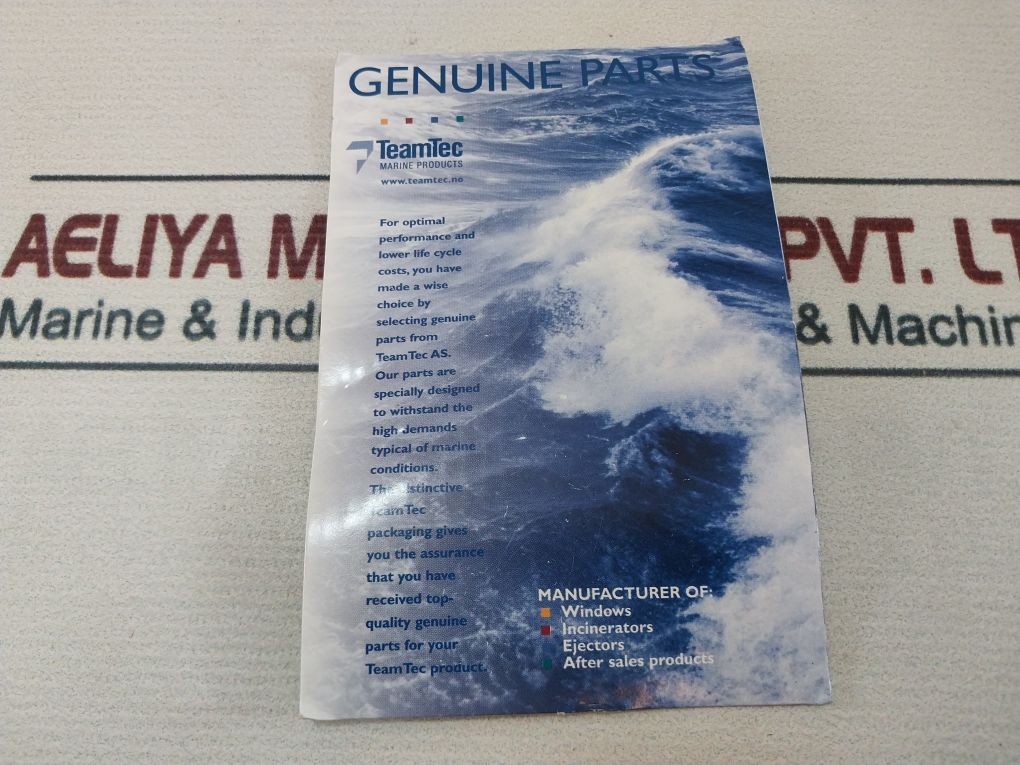 GENUINE PARTS
TeamTec
MARINE PRODUCTS
www.teamtec.no
For optimal
performance and
lower life cycle
costs, you have
made a wise
choice by
selecting genuine
parts from
TeamTec AS.
Our parts are
specially designed
to withstand the
high demands
typical of marine
conditions.
The distinctive
TeamTec
packaging gives
you the assurance
that you have
received top-
quality genuine
parts for your
TeamTec product.
MANUFACTURER OF:
Windows
Incinerators
Ejectors
After sales products
AELIYA M PVT. LT
Marine & Ind & Machin